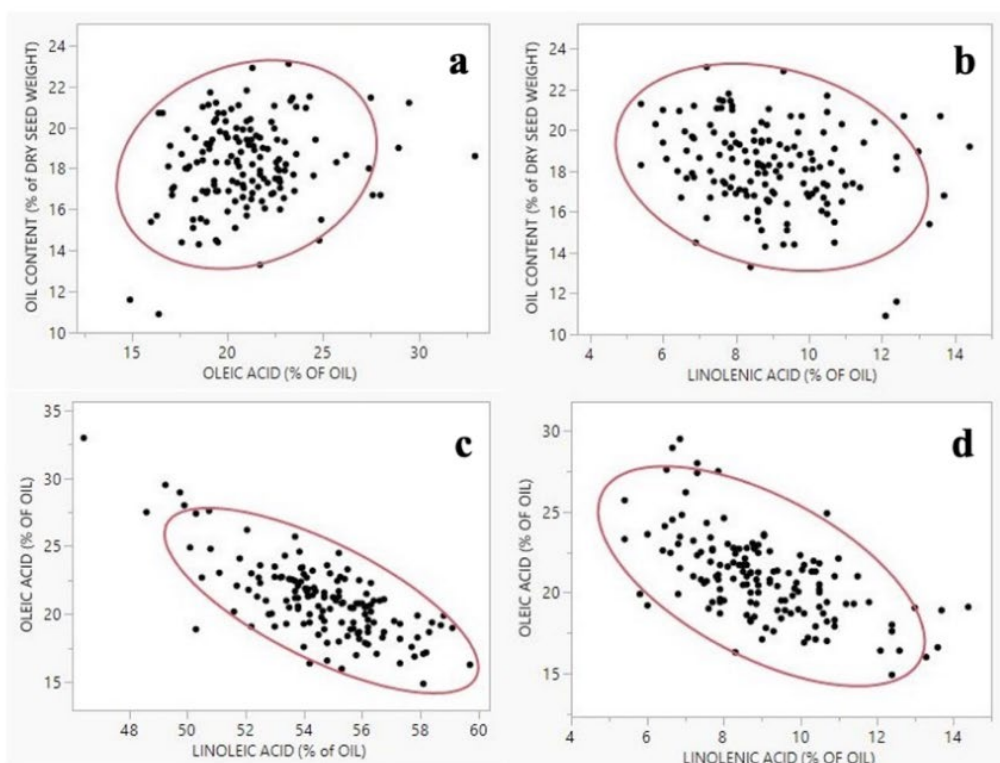 a
24
22
20
18
16
14
12
10
OIL CONTENT (% of DRY SEED WEIGHT)
15 20 25 30
OLEIC ACID (% OF OIL)
b
24
22
20
18
16
14
12
10
OIL CONTENT (% OF DRY SEED WEIGHT)
4 6 8 10 12 14
LINOLENIC ACID (% OF OIL)
c
35
30
25
20
15
OLEIC ACID (% OF OIL)
48 50 52 54 56 58 60
LINOLEIC ACID (% of OIL)
d
30
25
20
15
OLEIC ACID (% OF OIL)
4 6 8 10 12 14
LINOLENIC ACID (% OF OIL)